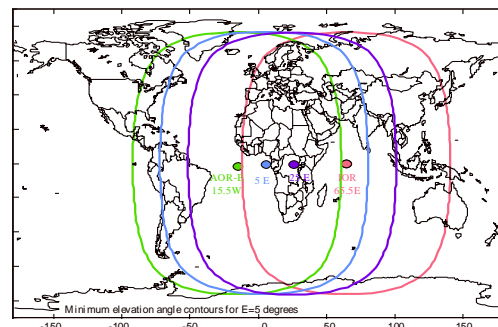 AOR-E
15.5W
5 E
25 E
IOR
65.5E
Minimum elevation angle contours for E=5 degrees
-150 -100 -50 0 50 100 150